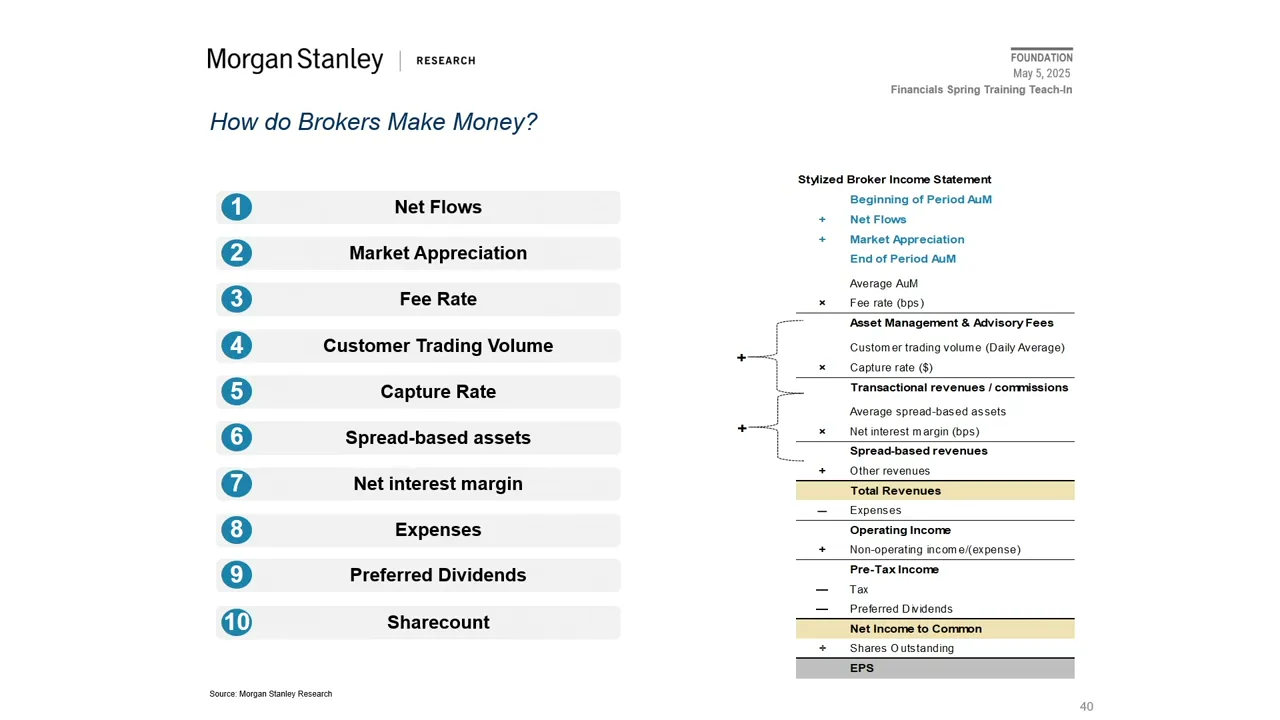 Morgan Stanley | RESEARCH
FOUNDATION
May 5, 2025
Financials Spring Training Teach-In
How do Brokers Make Money?
1 Net Flows
2 Market Appreciation
3 Fee Rate
4 Customer Trading Volume
5 Capture Rate
6 Spread-based assets
7 Net interest margin
8 Expenses
9 Preferred Dividends
10 Sharecount
Stylized Broker Income Statement
Beginning of Period AuM
+ Net Flows
+ Market Appreciation
End of Period AuM
Average AuM
× Fee rate (bps)
Asset Management & Advisory Fees
+
Customer trading volume (Daily Average)
× Capture rate ($)
Transactional revenues / commissions
Average spread-based assets
+
× Net interest margin (bps)
Spread-based revenues
+ Other revenues
Total Revenues
— Expenses
Operating Income
+ Non-operating income/(expense)
Pre-Tax Income
— Tax
— Preferred Dividends
Net Income to Common
÷ Shares Outstanding
EPS
Source: Morgan Stanley Research
40